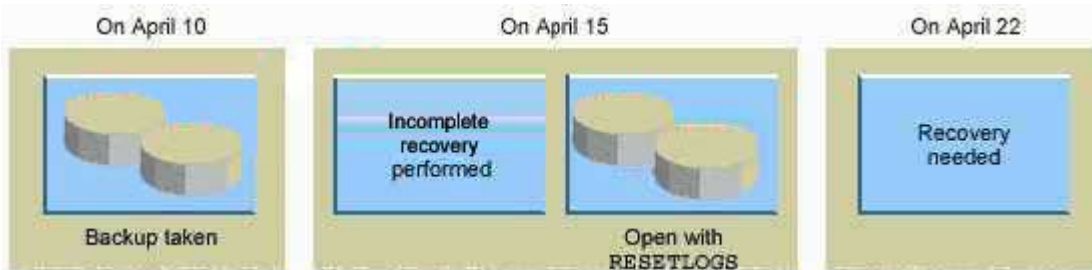 On April 10
On April 15
On April 22
Incomplete
recovery
performed
Recovery
needed
Backup taken
Open with
RESETLOGS